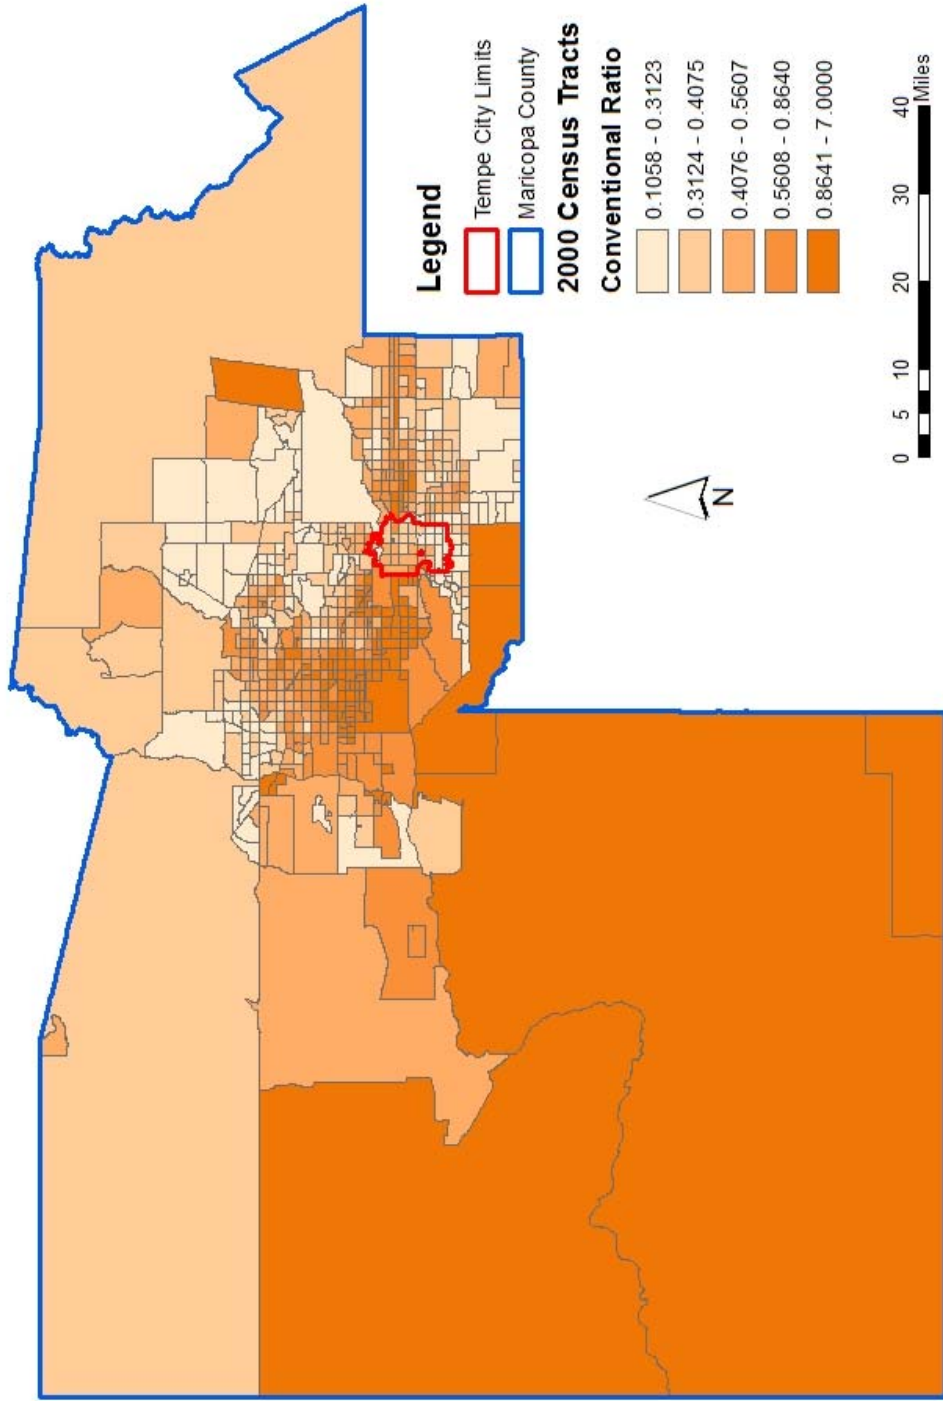 Legend
Tempe City Limits
Maricopa County
2000 Census Tracts
Conventional Ratio
0.1058 - 0.3123
0.3124 - 0.4075
0.4076 - 0.5607
0.5608 - 0.8640
0.8641 - 7.0000
N
0 5 10 20 30 40
Miles